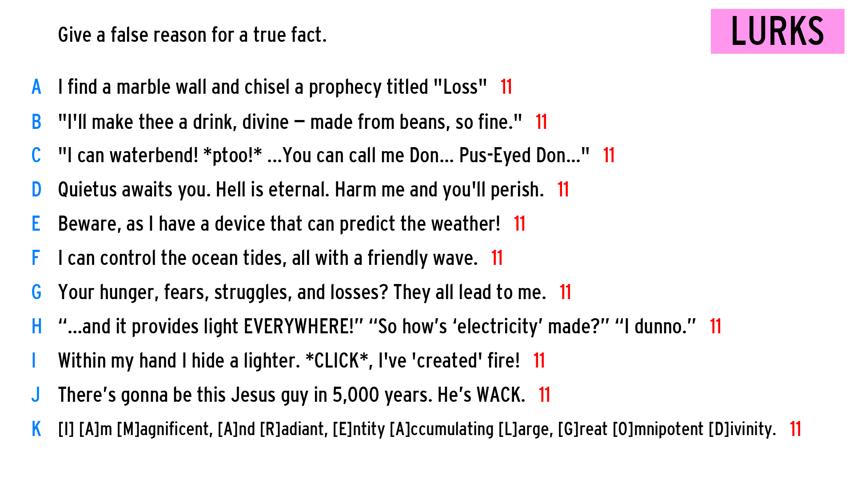 Give a false reason for a true fact.
LURKS
A I find a marble wall and chisel a prophecy titled "Loss" 11
B "I'll make thee a drink, divine – made from beans, so fine." 11
C "I can waterbend! *ptoo!* ...You can call me Don... Pus-Eyed Don..." 11
D Quietus awaits you. Hell is eternal. Harm me and you'll perish. 11
E Beware, as I have a device that can predict the weather! 11
F I can control the ocean tides, all with a friendly wave. 11
G Your hunger, fears, struggles, and losses? They all lead to me. 11
H “...and it provides light EVERYWHERE!” “So how’s ‘electricity’ made?” “I dunno.” 11
I Within my hand I hide a lighter. *CLICK*, I've 'created' fire! 11
J There’s gonna be this Jesus guy in 5,000 years. He’s WACK. 11
K [I] [A]m [M]agnificent, [A]nd [R]adiant, [E]ntity [A]ccumulating [L]arge, [G]reat [O]mnipotent [D]ivinity. 11